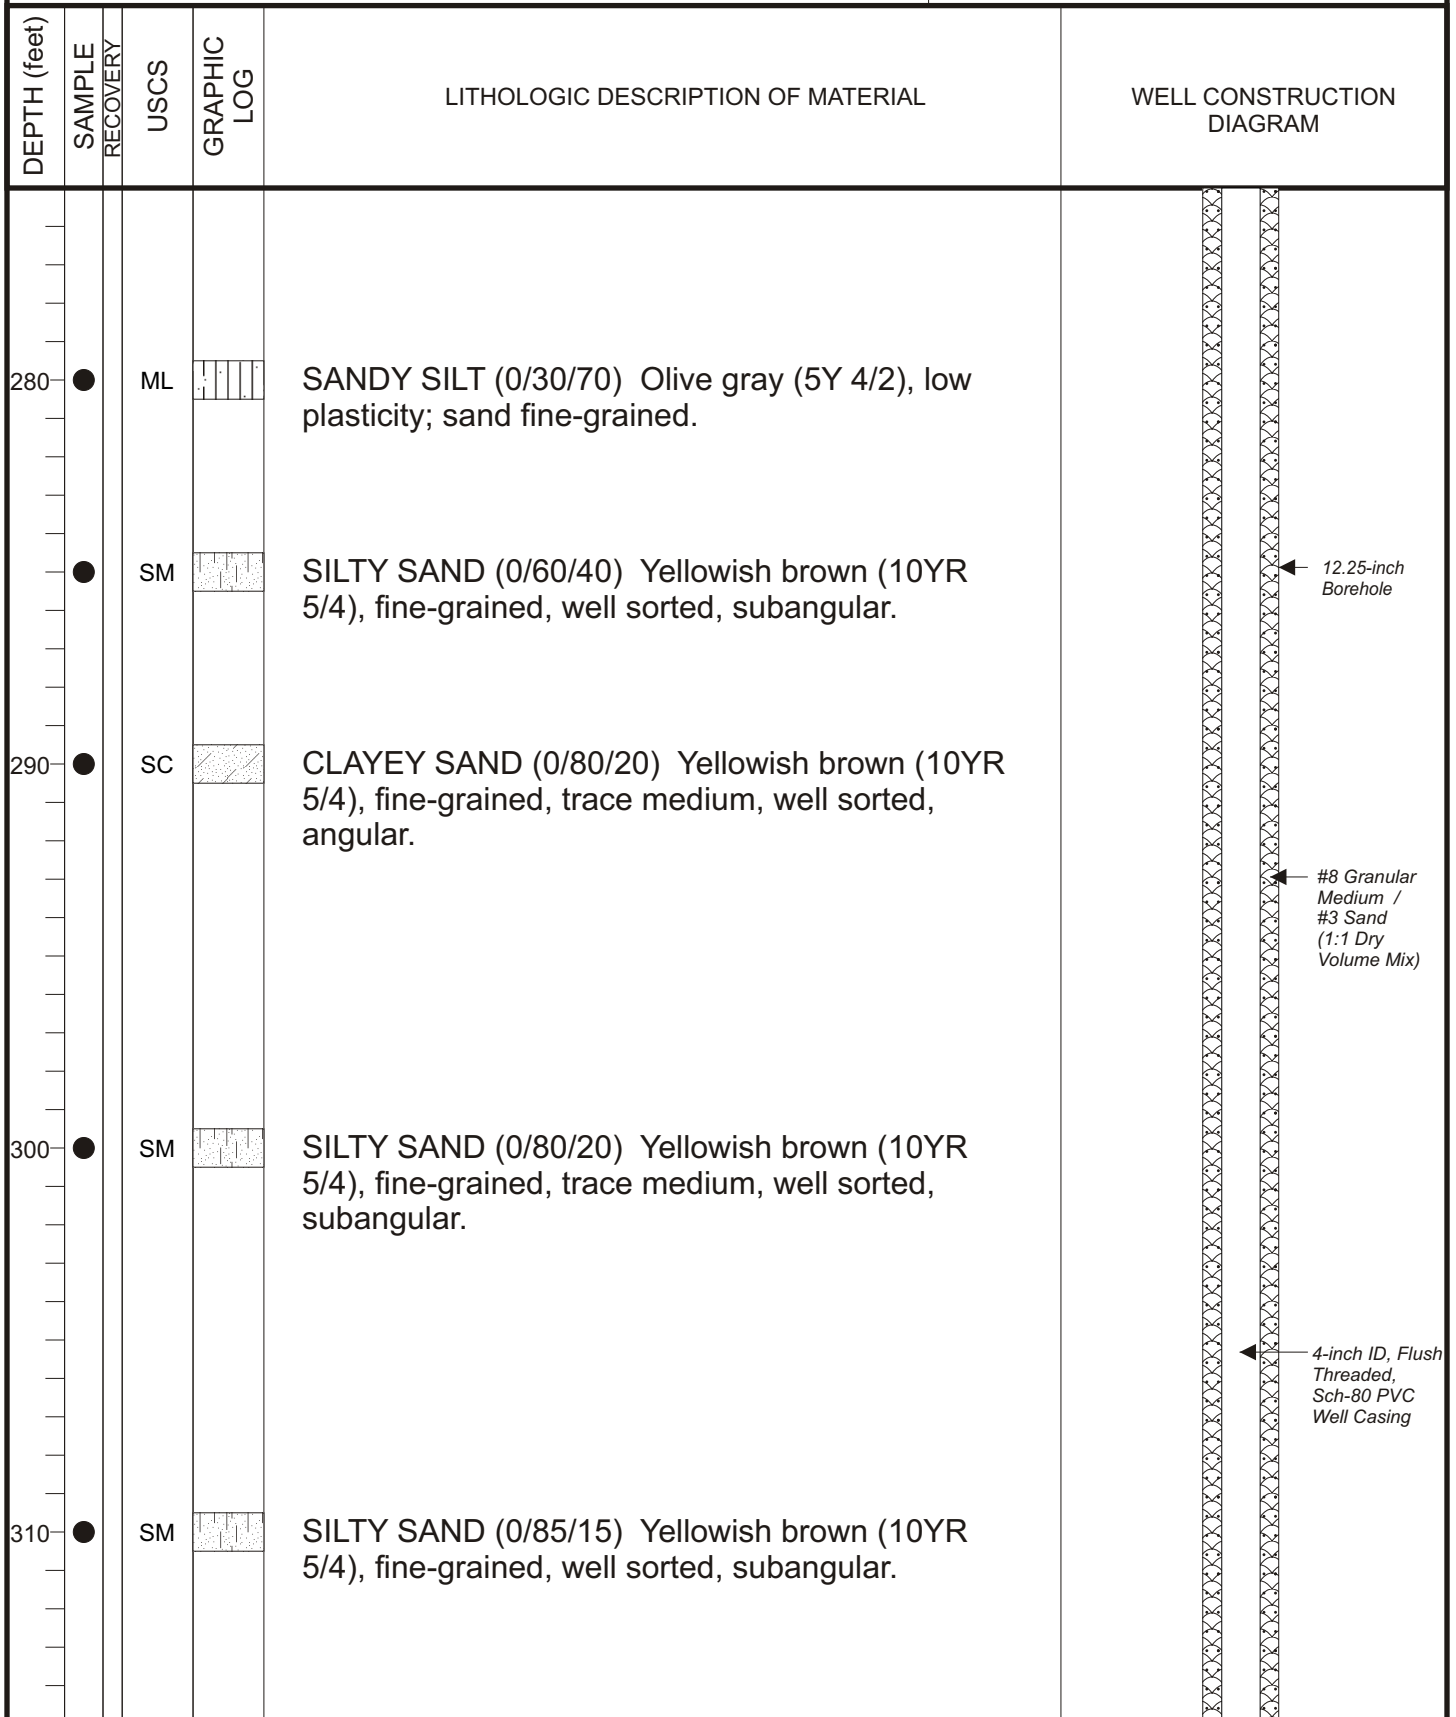 DEPTH (feet)
SAMPLE
RECOVERY
USCS
GRAPHIC
LOG
LITHOLOGIC DESCRIPTION OF MATERIAL
WELL CONSTRUCTION
DIAGRAM
280
ML
SANDY SILT (0/30/70) Olive gray (5Y 4/2), low
plasticity; sand fine-grained.
SM
SILTY SAND (0/60/40) Yellowish brown (10YR
5/4), fine-grained, well sorted, subangular.
12.25-inch
Borehole
290
SC
CLAYEY SAND (0/80/20) Yellowish brown (10YR
5/4), fine-grained, trace medium, well sorted,
angular.
#8 Granular
Medium /
#3 Sand
(1:1 Dry
Volume Mix)
300
SM
SILTY SAND (0/80/20) Yellowish brown (10YR
5/4), fine-grained, trace medium, well sorted,
subangular.
4-inch ID, Flush
Threaded,
Sch-80 PVC
Well Casing
310
SM
SILTY SAND (0/85/15) Yellowish brown (10YR
5/4), fine-grained, well sorted, subangular.